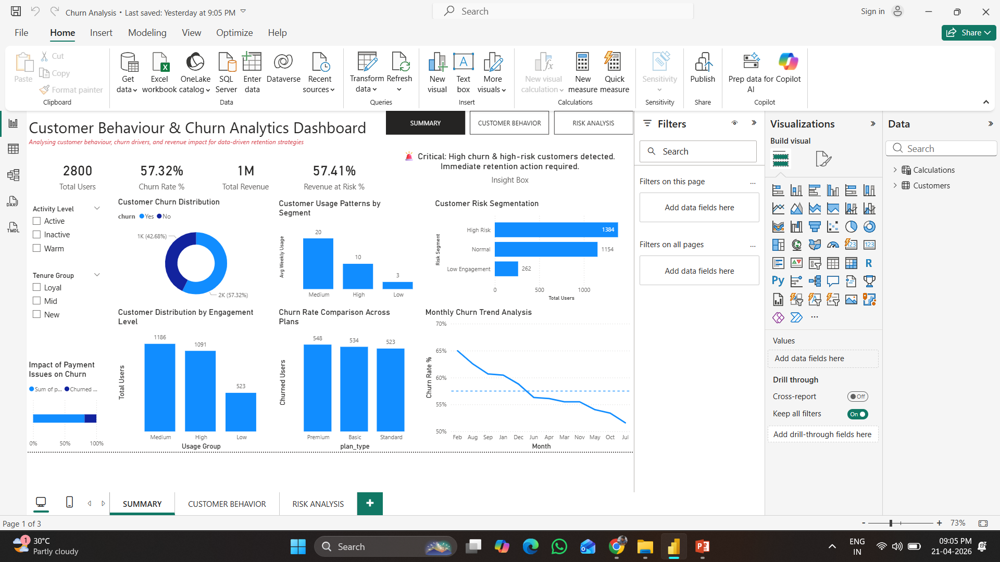 Churn Analysis • Last saved: Yesterday at 9:05 PM
Search
Sign in
File
Home
Insert
Modeling
View
Optimize
Help
Share
Paste
Cut
Copy
Format painter
Clipboard
Get data
Excel workbook
OneLake catalog
SQL Server
Enter data
Dataverse
Recent sources
Data
Transform data
Refresh
Queries
New visual
Text box
More visuals
Insert
New visual calculation
New measure
Quick measure
Calculations
Sensitivity
Sensitivity
Publish
Share
Prep data for AI
Copilot
Copilot
DAX
TMDL
Customer Behaviour & Churn Analytics Dashboard
Analysing customer behaviour, churn drivers, and revenue impact for data-driven retention strategies
SUMMARY
CUSTOMER BEHAVIOR
RISK ANALYSIS
2800
Total Users
57.32%
Churn Rate %
1M
Total Revenue
57.41%
Revenue at Risk %
🚨 Critical: High churn & high-risk customers detected.
Immediate retention action required.
Insight Box
Activity Level
Active
Inactive
Warm
Tenure Group
Loyal
Mid
New
Customer Churn Distribution
churn Yes No
1K (42.68%)
2K (57.32%)
Customer Usage Patterns by
Segment
Avg Weekly Usage
20
10
3
Medium High Low
Customer Risk Segmentation
Risk Segment
High Risk 1384
Normal 1154
Low Engagement 262
0 500 1000
Total Users
Impact of Payment
Issues on Churn
Sum of p... Churned ...
0% 50% 100%
Customer Distribution by Engagement
Level
Total Users
1186
1091
523
Medium High Low
Usage Group
Churn Rate Comparison Across
Plans
Churned Users
548
534
523
Premium Basic Standard
plan_type
Monthly Churn Trend Analysis
Churn Rate %
70%
65%
60%
55%
50%
Feb Aug Sep Jan Dec Jun Apr Mar Nov May Oct Jul
Month
Filters
Search
Filters on this page
...
Add data fields here
Filters on all pages
...
Add data fields here
Visualizations
Build visual
123
123
R
Py
...
Values
Add data fields here
Drill through
Cross-report
Off
Keep all filters
On
Add drill-through fields here
Data
Search
Calculations
Customers
SUMMARY
CUSTOMER BEHAVIOR
RISK ANALYSIS
+
Page 1 of 3
- + 73%
1
30°C
Partly cloudy
Search
ENG
IN
09:05 PM
21-04-2026